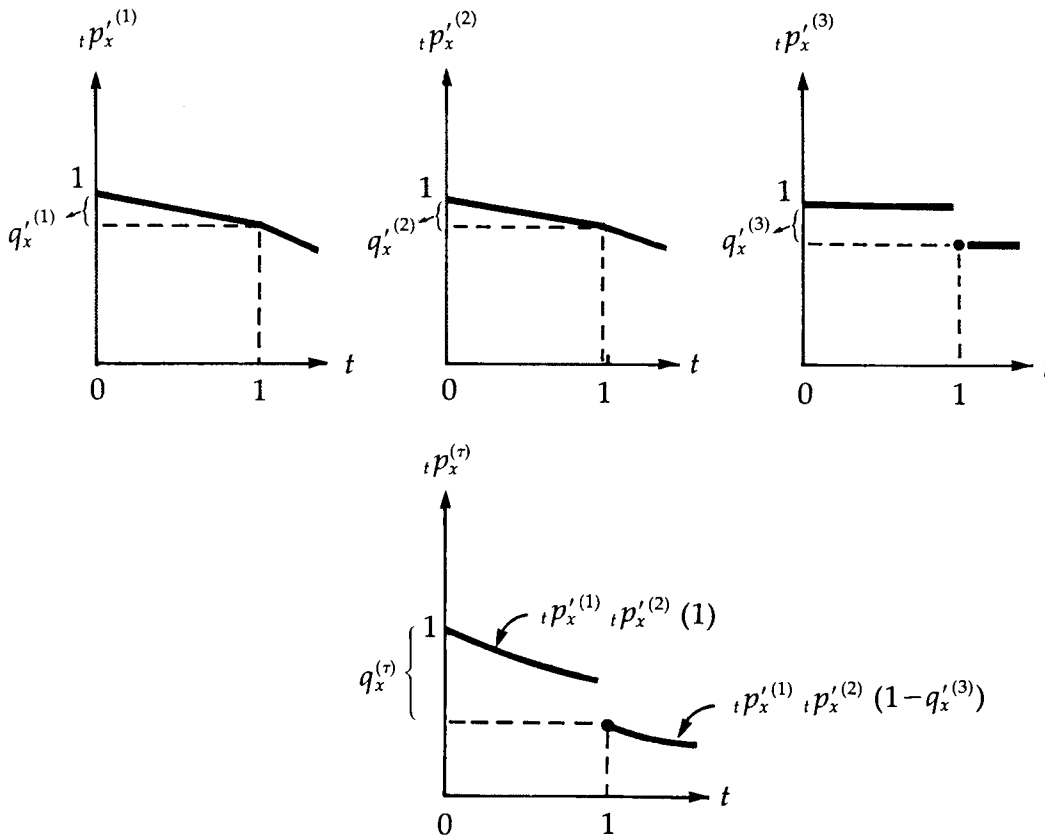 ₜp′ₓ⁽¹⁾
1
q′ₓ⁽¹⁾
0 1 t
ₜp′ₓ⁽²⁾
1
q′ₓ⁽²⁾
0 1 t
ₜp′ₓ⁽³⁾
1
q′ₓ⁽³⁾
0 1
ₜpₓ⁽τ⁾
1
qₓ⁽τ⁾
ₜp′ₓ⁽¹⁾ ₜp′ₓ⁽²⁾ (1)
ₜp′ₓ⁽¹⁾ ₜp′ₓ⁽²⁾ (1−q′ₓ⁽³⁾)
0 1 t